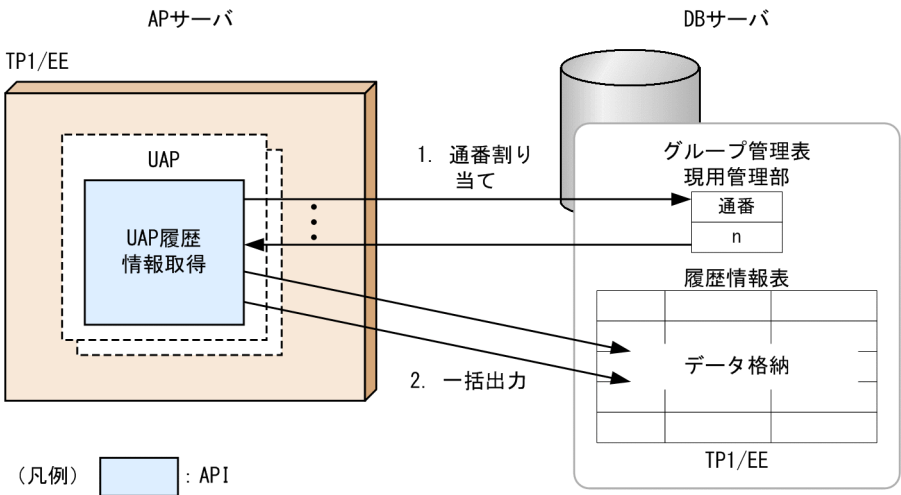 APサーバ
DBサーバ
TP1/EE
UAP
UAP履歴
情報取得
1. 通番割り
当て
グループ管理表
現用管理部
通番
n
履歴情報表
データ格納
2. 一括出力
TP1/EE
(凡例)
: API